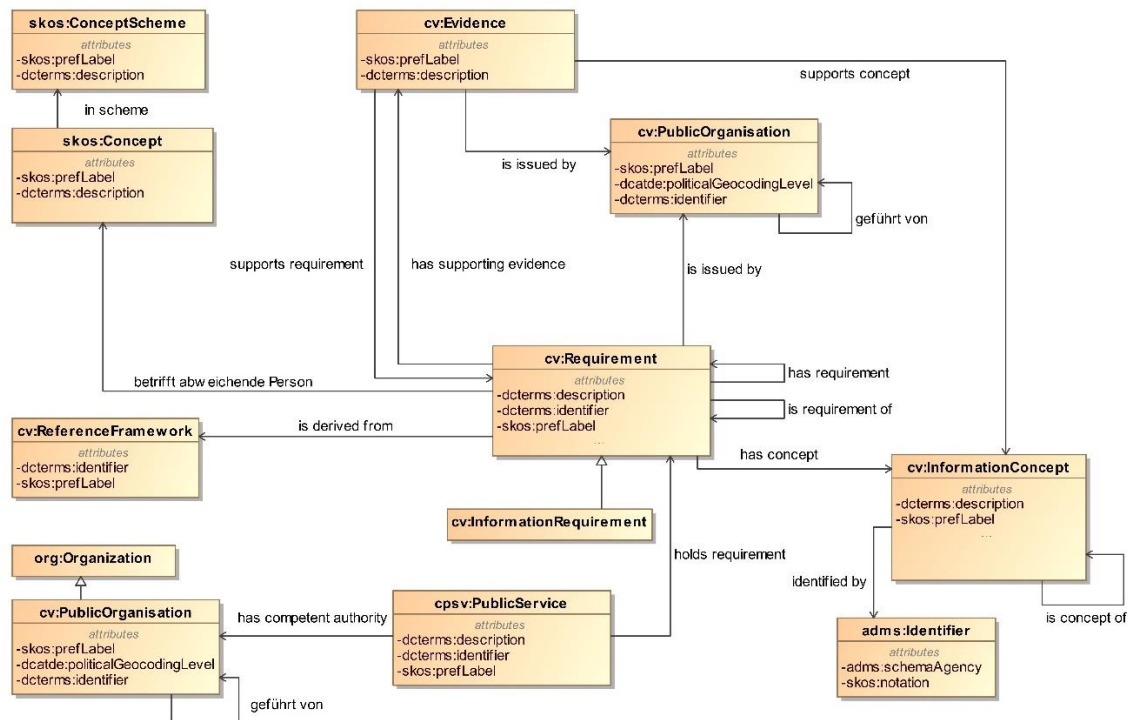 skos:ConceptScheme
attributes
-skos:prefLabel
-dcterms:description
in scheme
skos:Concept
attributes
-skos:prefLabel
-dcterms:description
cv:Evidence
attributes
-skos:prefLabel
-dcterms:description
supports concept
is issued by
cv:PublicOrganisation
attributes
-skos:prefLabel
-dcatde:politicalGeocodingLevel
-dcterms:identifier
geführt von
supports requirement
has supporting evidence
is issued by
betrifft abweichende Person
cv:Requirement
attributes
-dcterms:description
-dcterms:identifier
-skos:prefLabel
...
has requirement
is requirement of
is derived from
cv:ReferenceFramework
attributes
-dcterms:identifier
-skos:prefLabel
has concept
cv:InformationConcept
attributes
-dcterms:description
-skos:prefLabel
...
cv:InformationRequirement
holds requirement
identified by
is concept of
org:Organization
cv:PublicOrganisation
attributes
-skos:prefLabel
-dcatde:politicalGeocodingLevel
-dcterms:identifier
geführt von
has competent authority
cpsv:PublicService
attributes
-dcterms:description
-dcterms:identifier
-skos:prefLabel
adms:Identifier
attributes
-adms:schemaAgency
-skos:notation